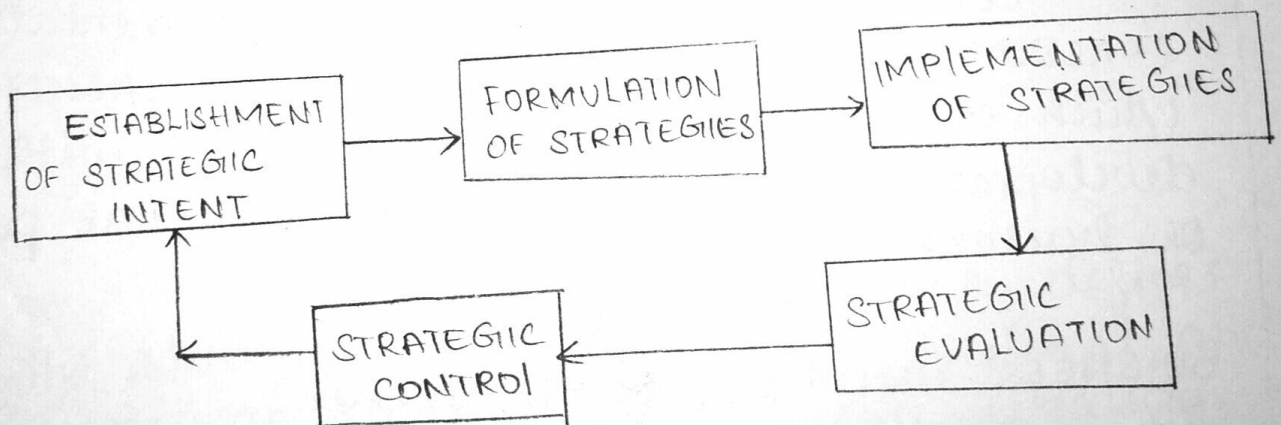 ESTABLISHMENT
OF STRATEGIC
INTENT
FORMULATION
OF STRATEGIES
IMPLEMENTATION
OF STRATEGIES
STRATEGIC
EVALUATION
STRATEGIC
CONTROL